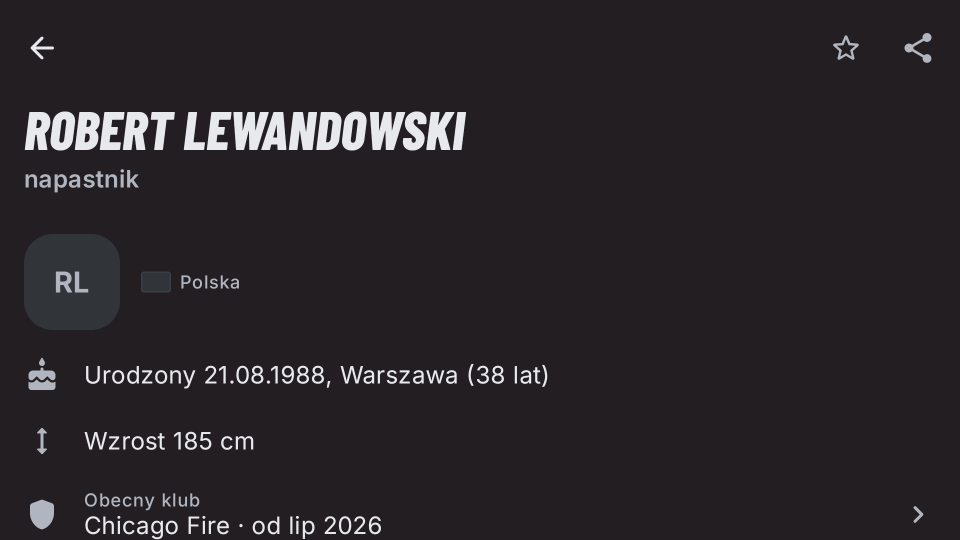 ROBERT LEWANDOWSKI
napastnik
RL
Polska
Urodzony 21.08.1988, Warszawa (38 lat)
Wzrost 185 cm
Obecny klub
Chicago Fire · od lip 2026